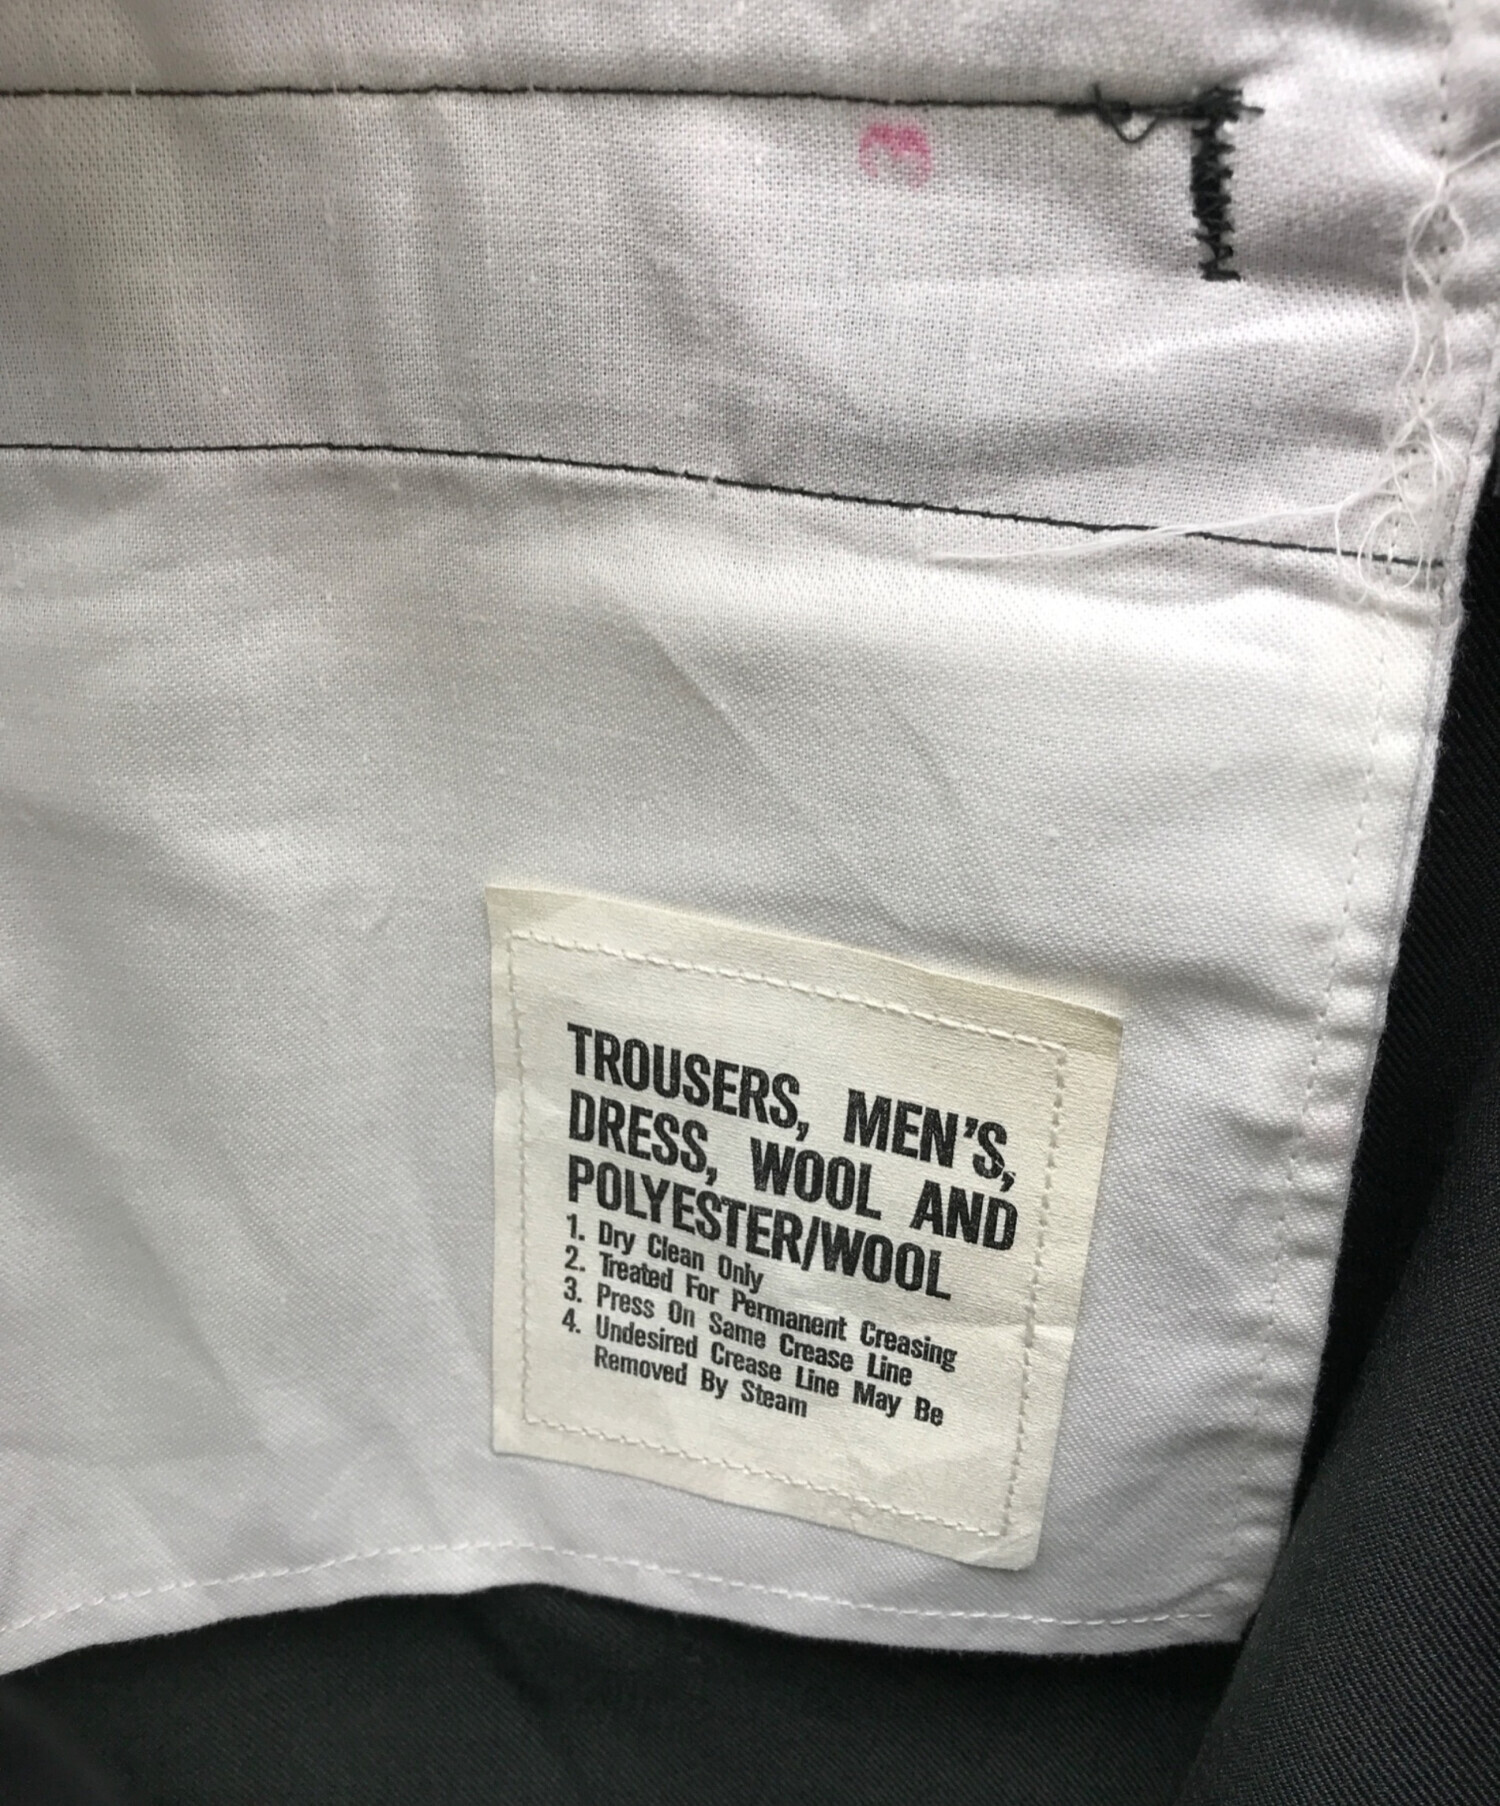 3
TROUSERS, MEN'S,
DRESS, WOOL AND
POLYESTER/WOOL
1. Dry Clean Only
2. Treated For Permanent Creasing
3. Press On Same Crease Line
4. Undesired Crease Line May Be
Removed By Steam